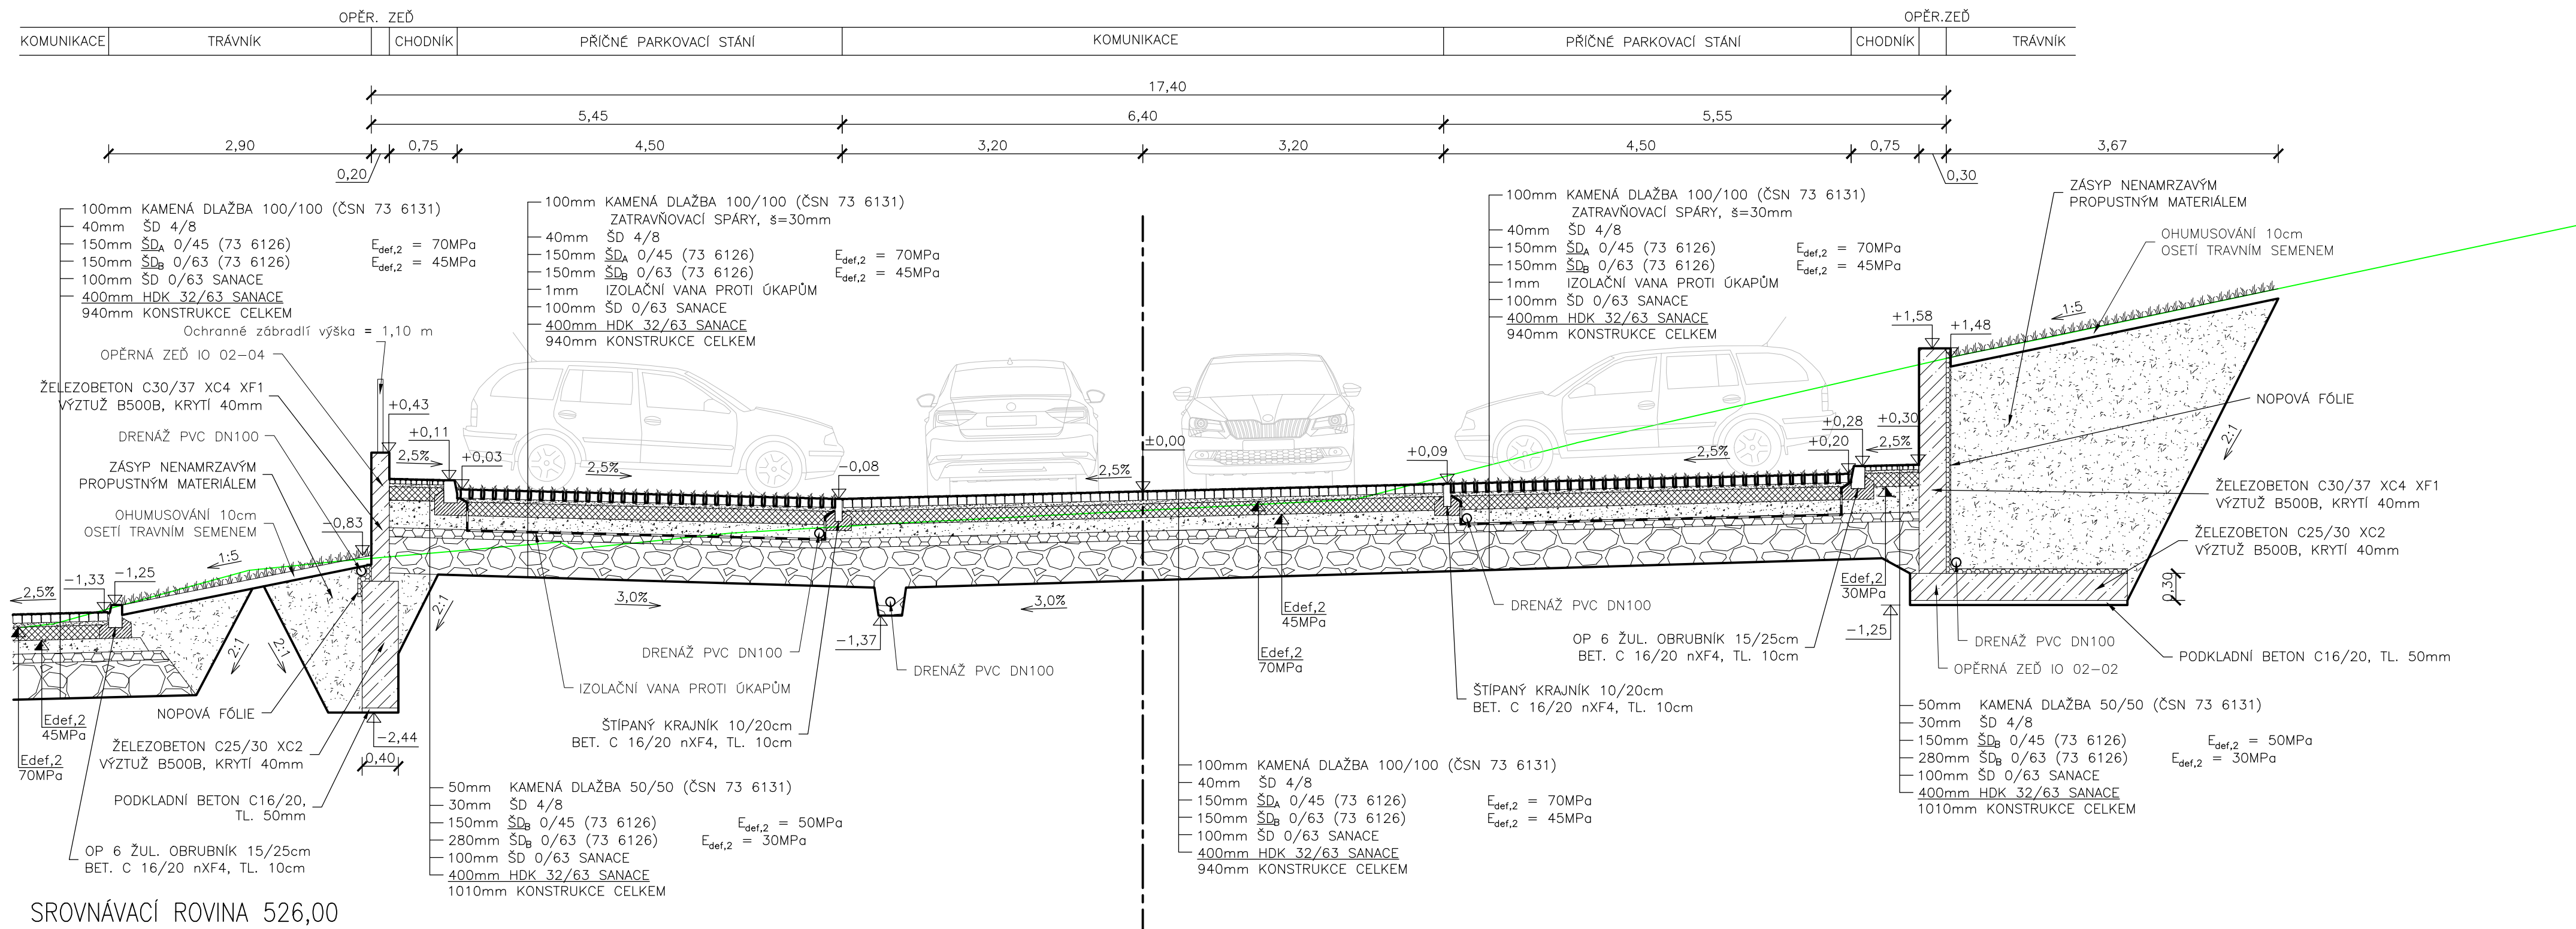 OPĚR. ZEĎ
OPĚR.ZEĎ
KOMUNIKACE
TRÁVNÍK
CHODNÍK
PŘÍČNÉ PARKOVACÍ STÁNÍ
KOMUNIKACE
PŘÍČNÉ PARKOVACÍ STÁNÍ
CHODNÍK
TRÁVNÍK
17,40
5,45
6,40
5,55
2,90
0,75
4,50
3,20
3,20
4,50
0,75
3,67
0,20
0,30
100mm KAMENÁ DLAŽBA 100/100 (ČSN 73 6131)
40mm ŠD 4/8
150mm ŠDA 0/45 (73 6126) Edef,2 = 70MPa
150mm ŠDB 0/63 (73 6126) Edef,2 = 45MPa
100mm ŠD 0/63 SANACE
400mm HDK 32/63 SANACE
940mm KONSTRUKCE CELKEM
100mm KAMENÁ DLAŽBA 100/100 (ČSN 73 6131)
ZATRAVŇOVACÍ SPÁRY, š=30mm
40mm ŠD 4/8
150mm ŠDA 0/45 (73 6126) Edef,2 = 70MPa
150mm ŠDB 0/63 (73 6126) Edef,2 = 45MPa
1mm IZOLAČNÍ VANA PROTI ÚKAPŮM
100mm ŠD 0/63 SANACE
400mm HDK 32/63 SANACE
940mm KONSTRUKCE CELKEM
100mm KAMENÁ DLAŽBA 100/100 (ČSN 73 6131)
ZATRAVŇOVACÍ SPÁRY, š=30mm
40mm ŠD 4/8
150mm ŠDA 0/45 (73 6126) Edef,2 = 70MPa
150mm ŠDB 0/63 (73 6126) Edef,2 = 45MPa
1mm IZOLAČNÍ VANA PROTI ÚKAPŮM
100mm ŠD 0/63 SANACE
400mm HDK 32/63 SANACE
940mm KONSTRUKCE CELKEM
ZÁSYP NENAMRZAVÝM
PROPUSTNÝM MATERIÁLEM
OHUMUSOVÁNÍ 10cm
OSETÍ TRAVNÍM SEMENEM
Ochranné zábradlí výška = 1,10 m
OPĚRNÁ ZEĎ IO 02-04
ŽELEZOBETON C30/37 XC4 XF1
VÝZTUŽ B500B, KRYTÍ 40mm
DRENÁŽ PVC DN100
ZÁSYP NENAMRZAVÝM
PROPUSTNÝM MATERIÁLEM
OHUMUSOVÁNÍ 10cm
OSETÍ TRAVNÍM SEMENEM
+0,43
+0,11
2,5%
+0,03
2,5%
-0,08
2,5%
±0,00
+0,09
2,5%
+0,28
+0,20
+0,30
2,5%
+1,58
+1,48
1:5
2:1
NOPOVÁ FÓLIE
ŽELEZOBETON C30/37 XC4 XF1
VÝZTUŽ B500B, KRYTÍ 40mm
ŽELEZOBETON C25/30 XC2
VÝZTUŽ B500B, KRYTÍ 40mm
0,30
-0,83
1:5
-1,25
-1,33
2,5%
2:1
2:1
2:1
3,0%
3,0%
-1,37
DRENÁŽ PVC DN100
DRENÁŽ PVC DN100
IZOLAČNÍ VANA PROTI ÚKAPŮM
ŠTÍPANÝ KRAJNÍK 10/20cm
BET. C 16/20 nXF4, TL. 10cm
Edef,2
45MPa
Edef,2
70MPa
DRENÁŽ PVC DN100
OP 6 ŽUL. OBRUBNÍK 15/25cm
BET. C 16/20 nXF4, TL. 10cm
ŠTÍPANÝ KRAJNÍK 10/20cm
BET. C 16/20 nXF4, TL. 10cm
Edef,2
30MPa
-1,25
DRENÁŽ PVC DN100
OPĚRNÁ ZEĎ IO 02-02
PODKLADNÍ BETON C16/20, TL. 50mm
NOPOVÁ FÓLIE
Edef,2
45MPa
Edef,2
70MPa
ŽELEZOBETON C25/30 XC2
VÝZTUŽ B500B, KRYTÍ 40mm
-2,44
0,40
PODKLADNÍ BETON C16/20,
TL. 50mm
OP 6 ŽUL. OBRUBNÍK 15/25cm
BET. C 16/20 nXF4, TL. 10cm
50mm KAMENÁ DLAŽBA 50/50 (ČSN 73 6131)
30mm ŠD 4/8
150mm ŠDB 0/45 (73 6126) Edef,2 = 50MPa
280mm ŠDB 0/63 (73 6126) Edef,2 = 30MPa
100mm ŠD 0/63 SANACE
400mm HDK 32/63 SANACE
1010mm KONSTRUKCE CELKEM
100mm KAMENÁ DLAŽBA 100/100 (ČSN 73 6131)
40mm ŠD 4/8
150mm ŠDA 0/45 (73 6126) Edef,2 = 70MPa
150mm ŠDB 0/63 (73 6126) Edef,2 = 45MPa
100mm ŠD 0/63 SANACE
400mm HDK 32/63 SANACE
940mm KONSTRUKCE CELKEM
50mm KAMENÁ DLAŽBA 50/50 (ČSN 73 6131)
30mm ŠD 4/8
150mm ŠDB 0/45 (73 6126) Edef,2 = 50MPa
280mm ŠDB 0/63 (73 6126) Edef,2 = 30MPa
100mm ŠD 0/63 SANACE
400mm HDK 32/63 SANACE
1010mm KONSTRUKCE CELKEM
SROVNÁVACÍ ROVINA 526,00